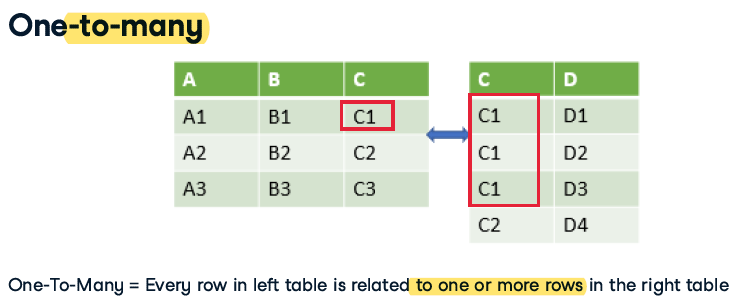 One-to-many
A B C C D
A1 B1 C1 C1 D1
A2 B2 C2 C1 D2
A3 B3 C3 C1 D3
C2 D4
One-To-Many = Every row in left table is related to one or more rows in the right table